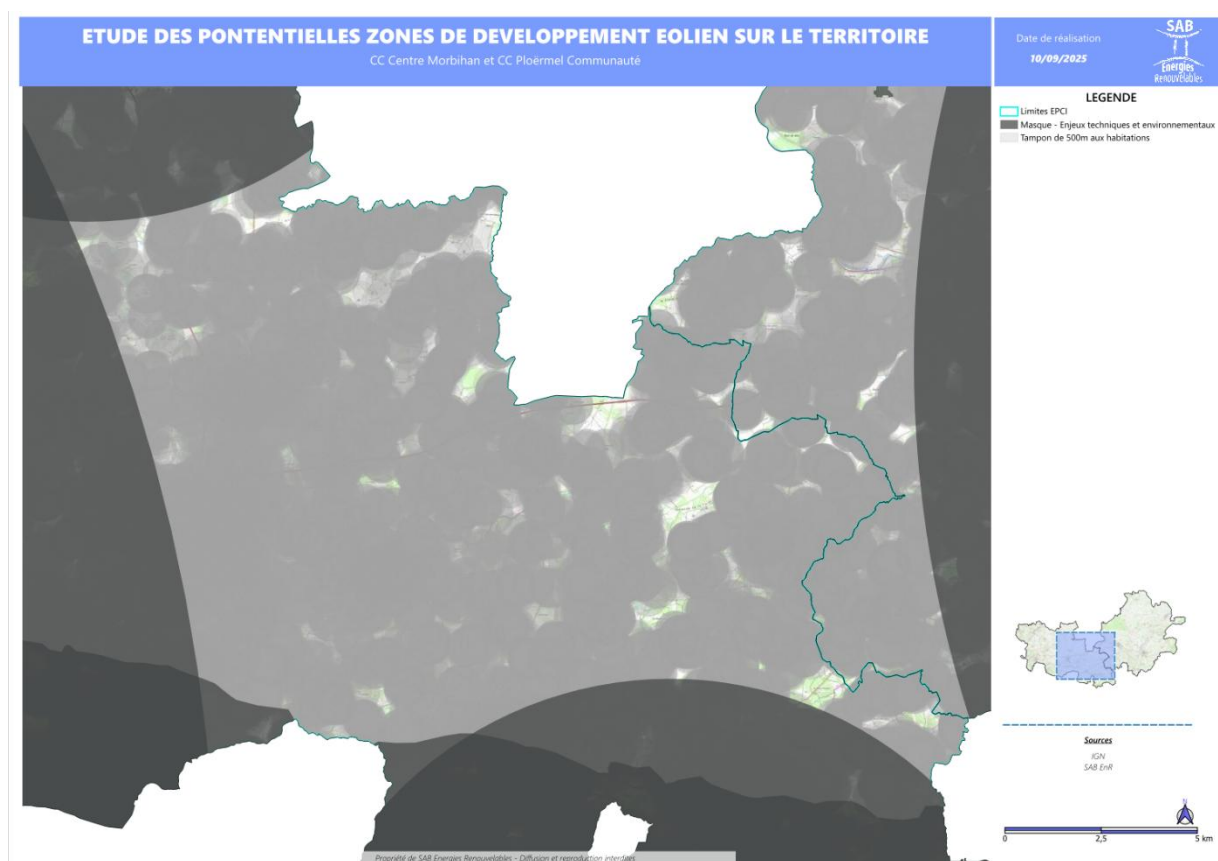 ETUDE DES PONTENTIELLES ZONES DE DEVELOPPEMENT EOLIEN SUR LE TERRITOIRE
CC Centre Morbihan et CC Ploërmel Communauté
Date de réalisation
10/09/2025
SAB
Energies
Renouvelables
LEGENDE
Limites EPCI
Masque - Enjeux techniques et environnementaux
Tampon de 500m aux habitations
Sources
IGN
SAB EnR
N
0
2,5
5 km
Propriété de SAB Energies Renouvelables - Diffusion et reproduction interdites